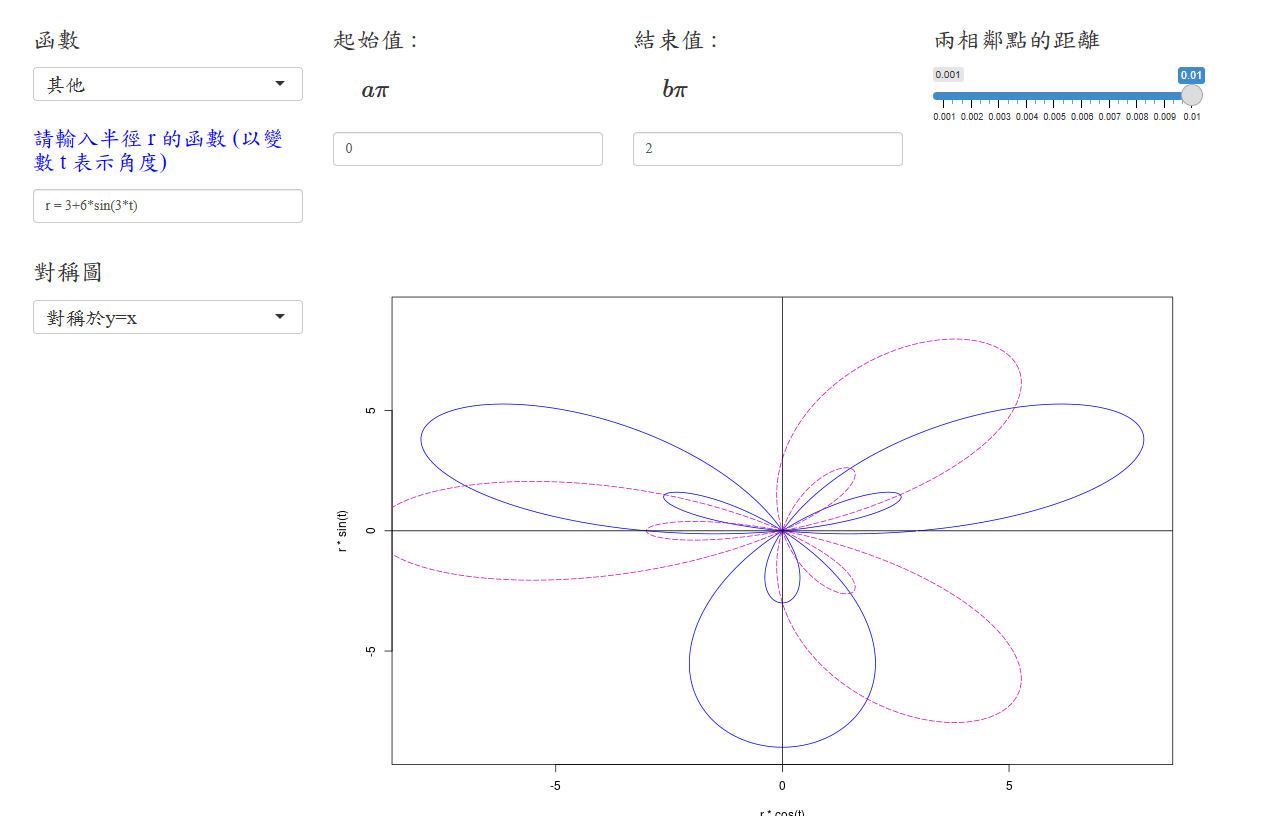 函數
其他
請輸入半徑 r 的函數 (以變
數 t 表示角度)
r = 3+6*sin(3*t)
對稱圖
對稱於y=x
起始值 :
aπ
0
結束值 :
bπ
2
兩相鄰點的距離
0.001
0.01
0.001 0.002 0.003 0.004 0.005 0.006 0.007 0.008 0.009 0.01
r * sin(t)
5
0
-5
-5 0 5
r * cos(t)